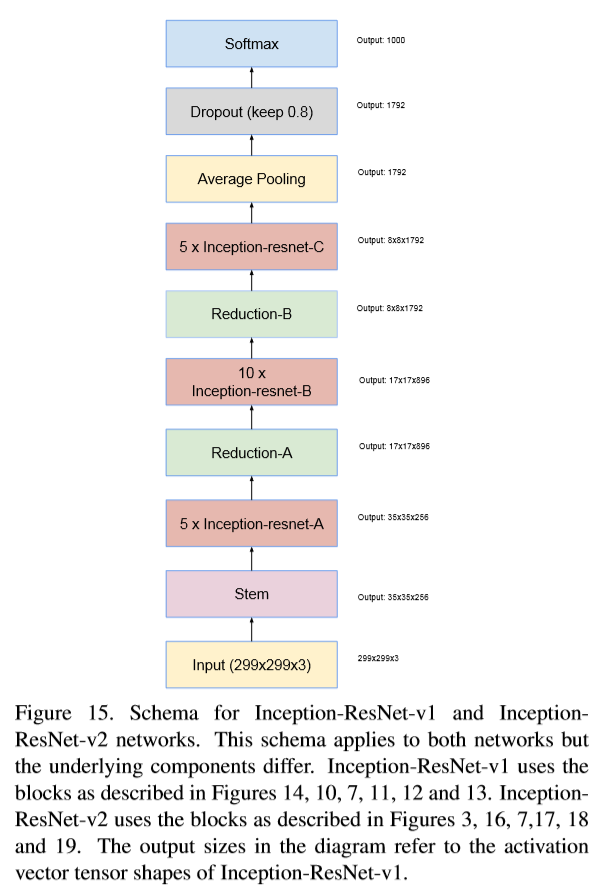 Softmax
Output: 1000
Dropout (keep 0.8)
Output: 1792
Average Pooling
Output: 1792
5 x Inception-resnet-C
Output: 8x8x1792
Reduction-B
Output: 8x8x1792
10 x
Inception-resnet-B
Output: 17x17x896
Reduction-A
Output: 17x17x896
5 x Inception-resnet-A
Output: 35x35x256
Stem
Output: 35x35x256
Input (299x299x3)
299x299x3
Figure 15. Schema for Inception-ResNet-v1 and Inception-
ResNet-v2 networks. This schema applies to both networks but
the underlying components differ. Inception-ResNet-v1 uses the
blocks as described in Figures 14, 10, 7, 11, 12 and 13. Inception-
ResNet-v2 uses the blocks as described in Figures 3, 16, 7,17, 18
and 19. The output sizes in the diagram refer to the activation
vector tensor shapes of Inception-ResNet-v1.